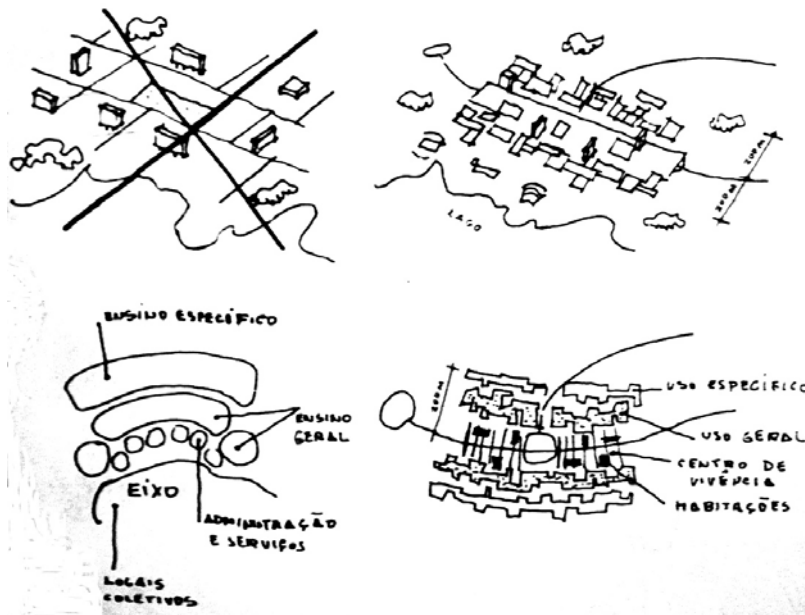 LAGO
200 M
200 M
ENSINO ESPECÍFICO
ENSINO
GERAL
EIXO
ADMINISTRAÇÃO
E SERVIÇOS
LOCAIS
COLETIVOS
200 M
USO ESPECÍFICO
USO GERAL
CENTRO DE
VIVÊNCIA
HABITAÇÕES